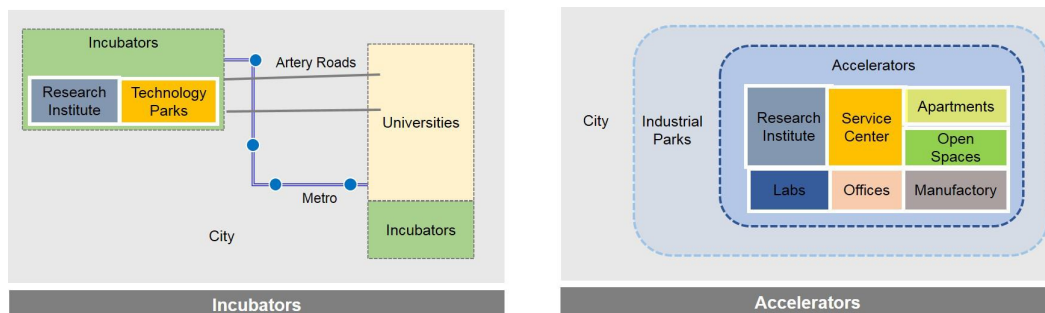 Incubators
Artery Roads
Research
Institute
Technology
Parks
Universities
Metro
City
Incubators
Incubators
Accelerators
City
Industrial
Parks
Research
Institute
Service
Center
Apartments
Open
Spaces
Labs
Offices
Manufactory
Accelerators